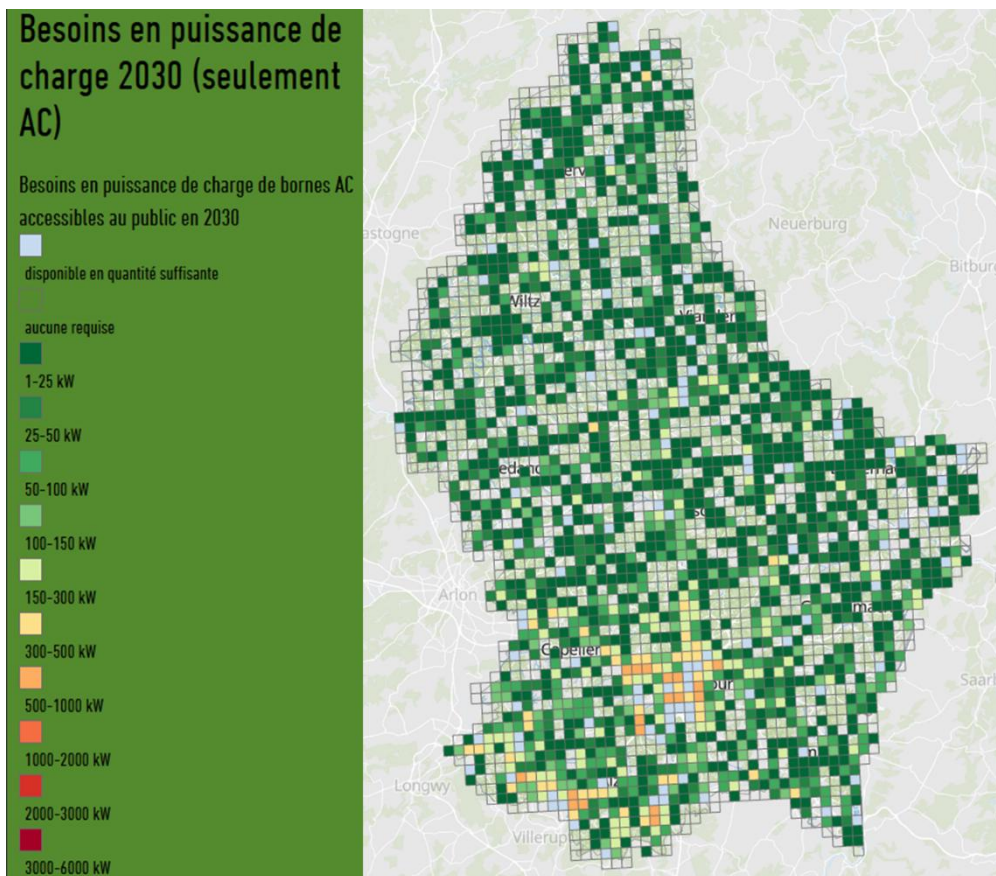 Besoins en puissance de
charge 2030 (seulement
AC)
Besoins en puissance de charge de bornes AC
accessibles au public en 2030
disponible en quantité suffisante
aucune requise
1-25 kW
25-50 kW
50-100 kW
100-150 kW
150-300 kW
300-500 kW
500-1000 kW
1000-2000 kW
2000-3000 kW
3000-6000 kW
Neuerburg
Wiltz
Arlon
Capellen
Longwy